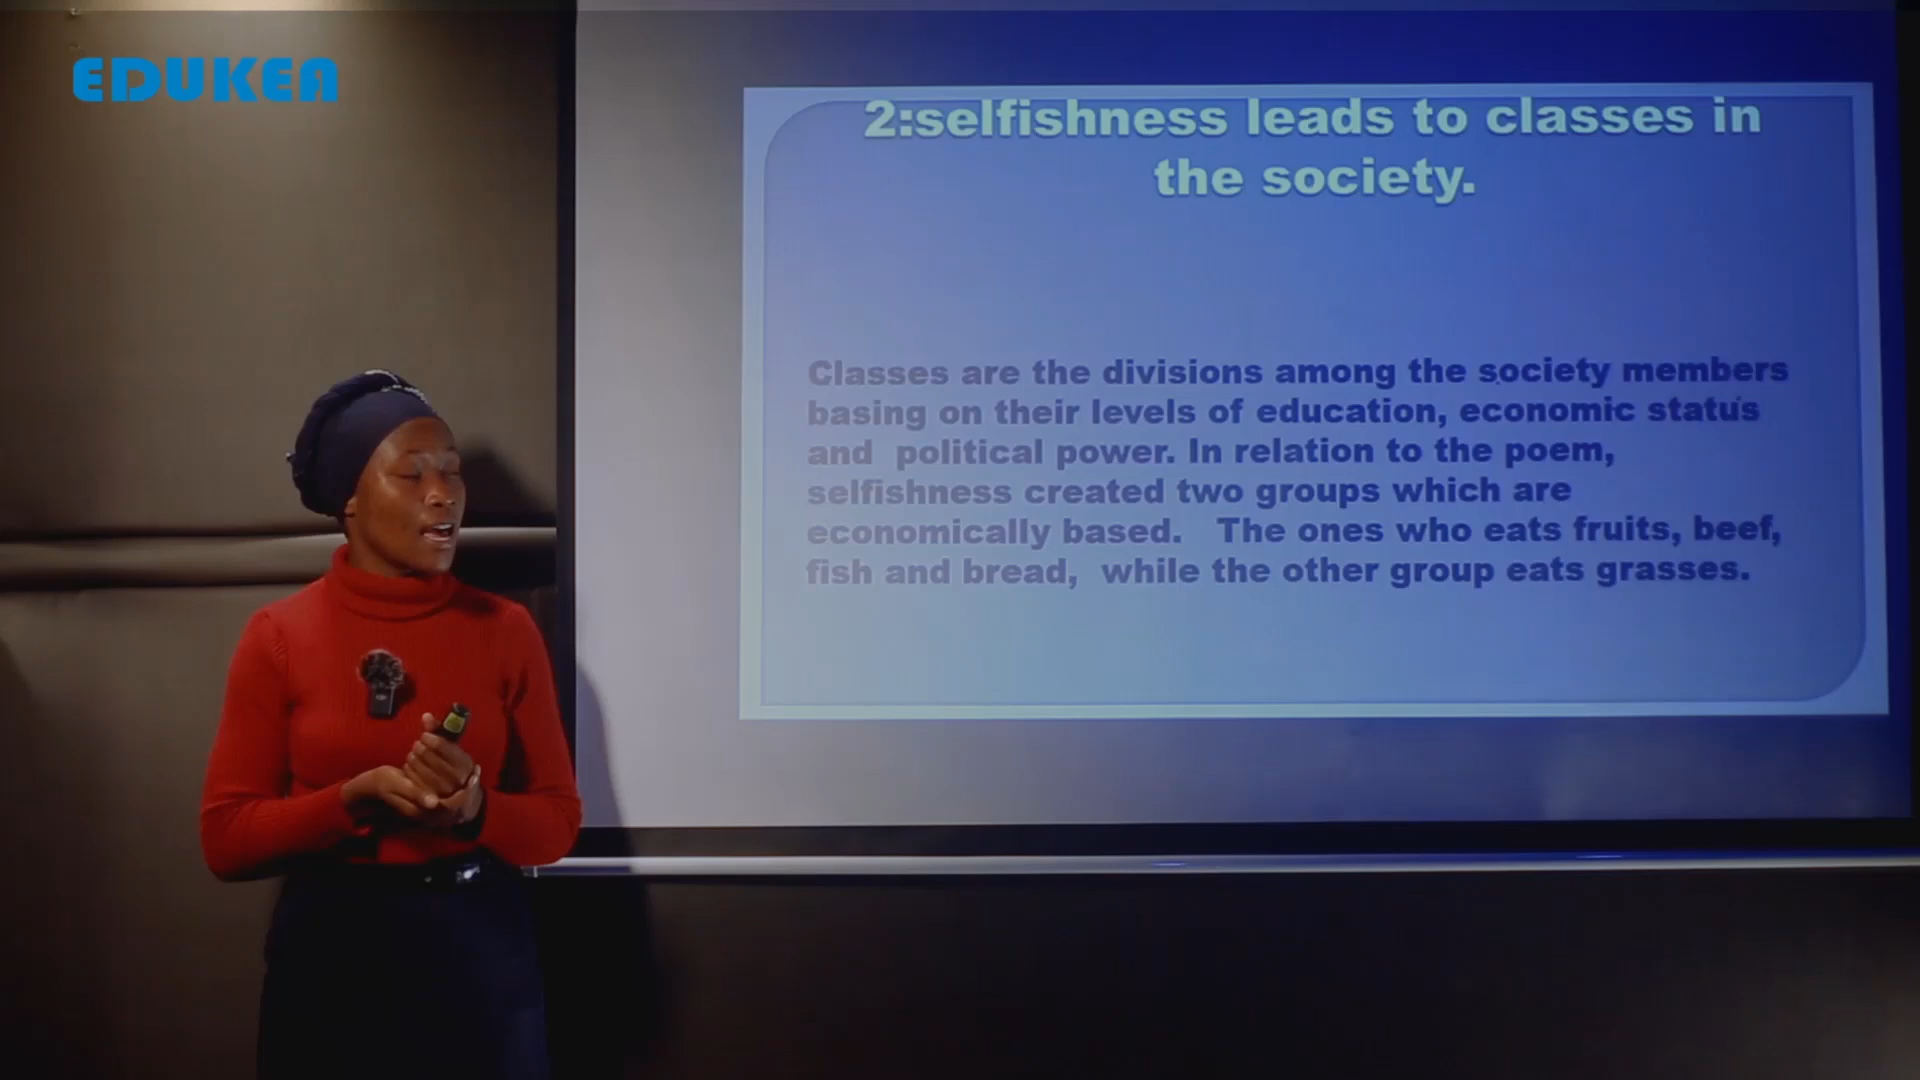 EDUKEA
2:selfishness leads to classes in
the society.
Classes are the divisions among the society members
basing on their levels of education, economic status
and political power. In relation to the poem,
selfishness created two groups which are
economically based. The ones who eats fruits, beef,
fish and bread, while the other group eats grasses.